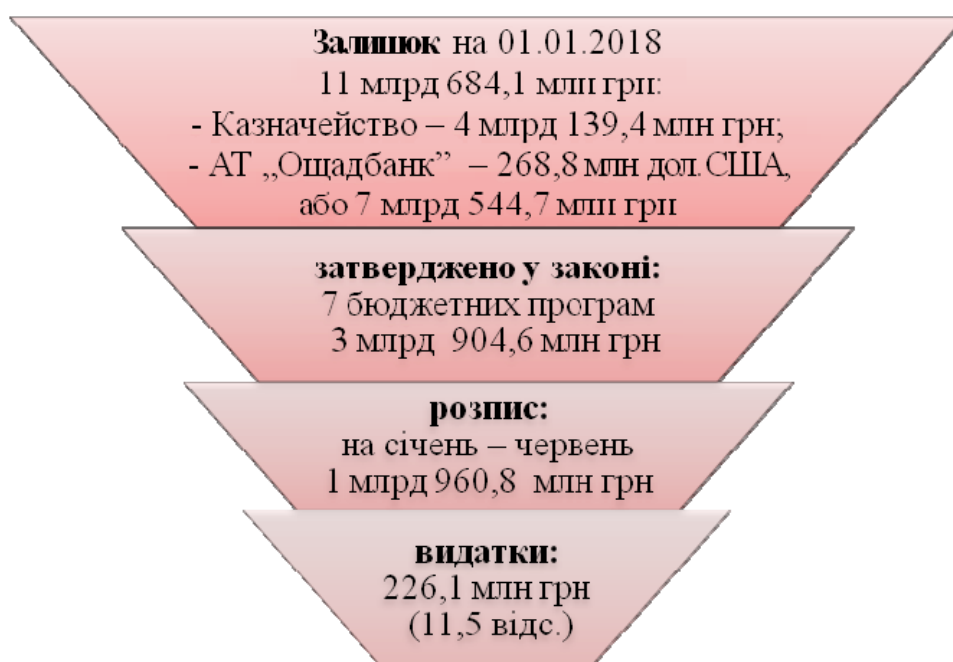 Залишок на 01.01.2018
11 млрд 684,1 млн грн:
- Казначейство – 4 млрд 139,4 млн грн;
- АТ „Ощадбанк” – 268,8 млн дол. США,
або 7 млрд 544,7 млн грн
затверджено у законі:
7 бюджетних програм
3 млрд 904,6 млн грн
розпис:
на січень – червень
1 млрд 960,8 млн грн
видатки:
226,1 млн грн
(11,5 відс.)